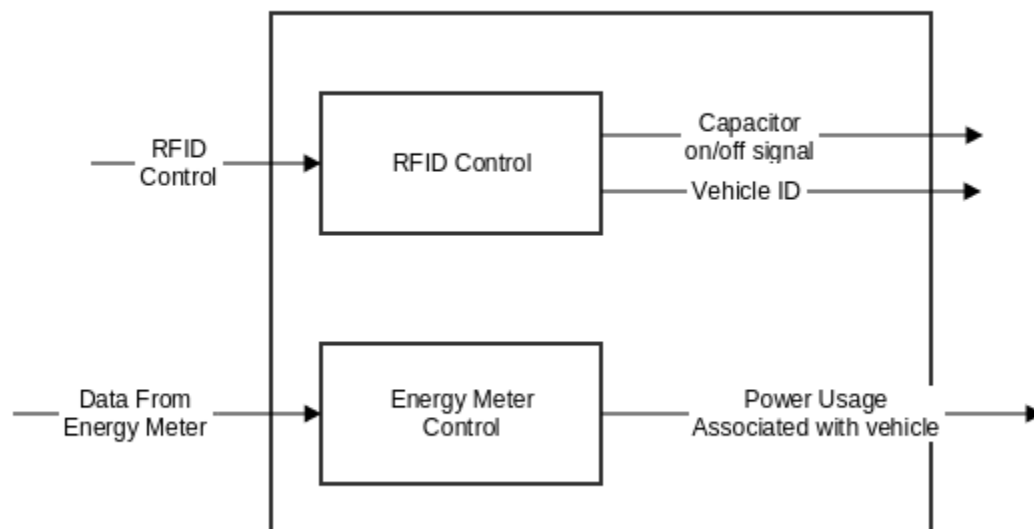 RFID
Control
RFID Control
Capacitor
on/off signal
Vehicle ID
Data From
Energy Meter
Energy Meter
Control
Power Usage
Associated with vehicle